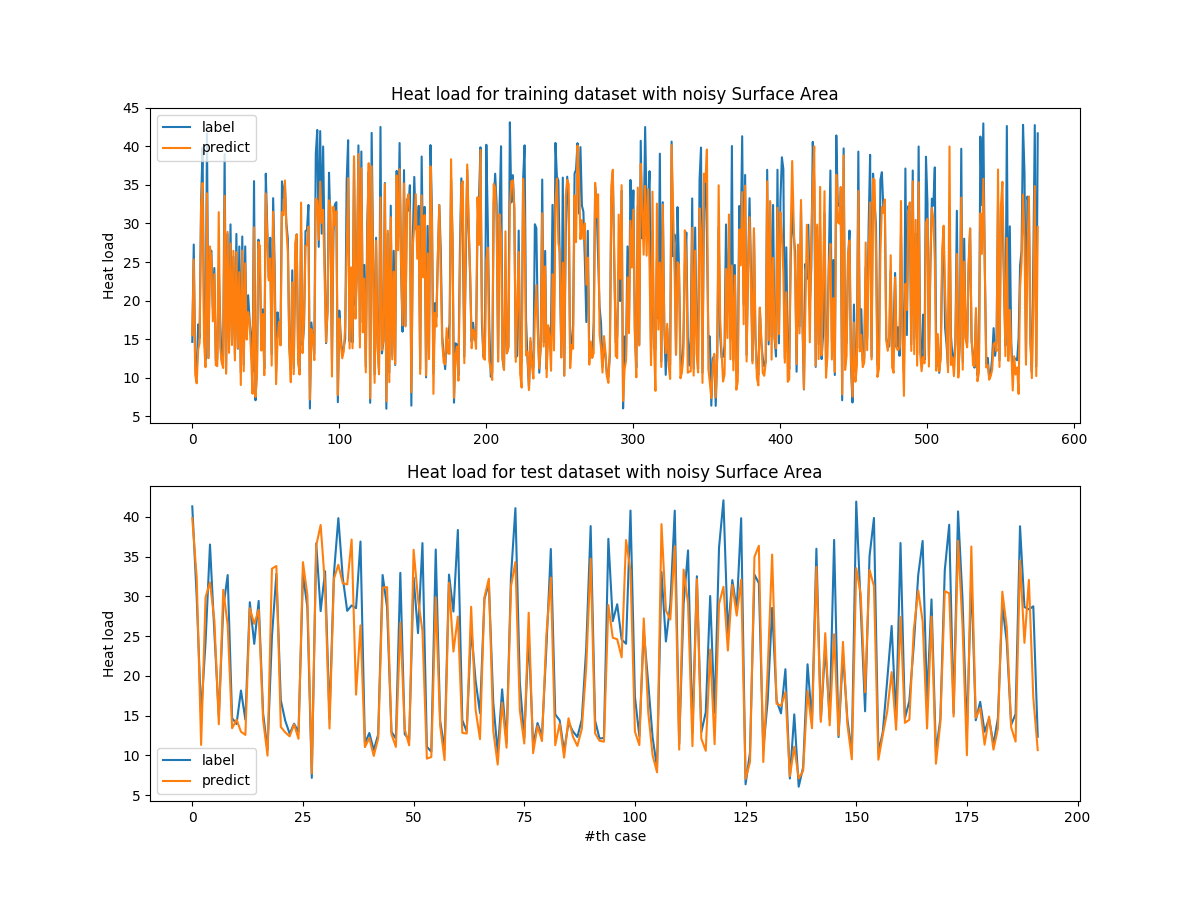 Heat load for training dataset with noisy Surface Area
45
40
35
30
25
20
15
10
5
Heat load
label
predict
0 100 200 300 400 500 600
Heat load for test dataset with noisy Surface Area
40
35
30
25
20
15
10
5
Heat load
label
predict
0 25 50 75 100 125 150 175 200
#th case